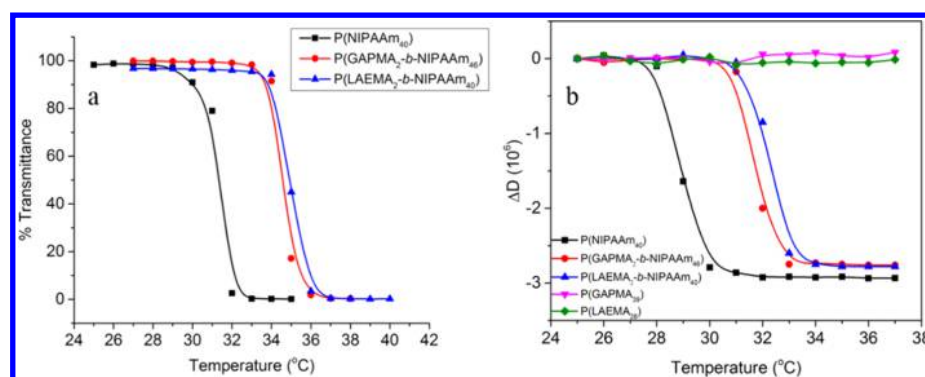 P(NIPAAm₄₀)
P(GAPMA₂-b-NIPAAm₄₆)
P(LAEMA₂-b-NIPAAm₄₀)
a
% Transmittance
100
80
60
40
20
0
24 26 28 30 32 34 36 38 40 42
Temperature (°C)
b
ΔD (10⁶)
0
-1
-2
-3
P(NIPAAm₄₀)
P(GAPMA₂-b-NIPAAm₄₆)
P(LAEMA₂-b-NIPAAm₄₀)
P(GAPMA₃₉)
P(LAEMA₃₈)
24 26 28 30 32 34 36 38
Temperature (°C)